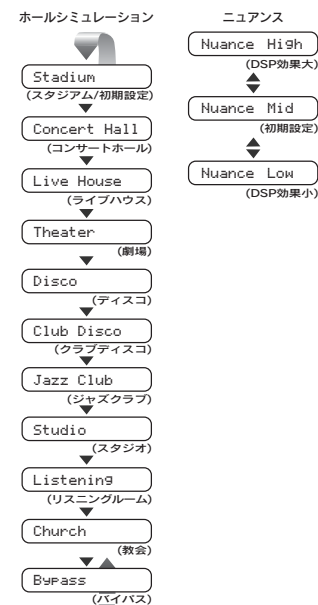 ホールシミュレーション
Stadium
(スタジアム/初期設定)
Concert Hall
(コンサートホール)
Live House
(ライブハウス)
Theater
(劇場)
Disco
(ディスコ)
Club Disco
(クラブディスコ)
Jazz Club
(ジャズクラブ)
Studio
(スタジオ)
Listening
(リスニングルーム)
Church
(教会)
Bypass
(バイパス)
ニュアンス
Nuance High
(DSP効果大)
Nuance Mid
(初期設定)
Nuance Low
(DSP効果小)